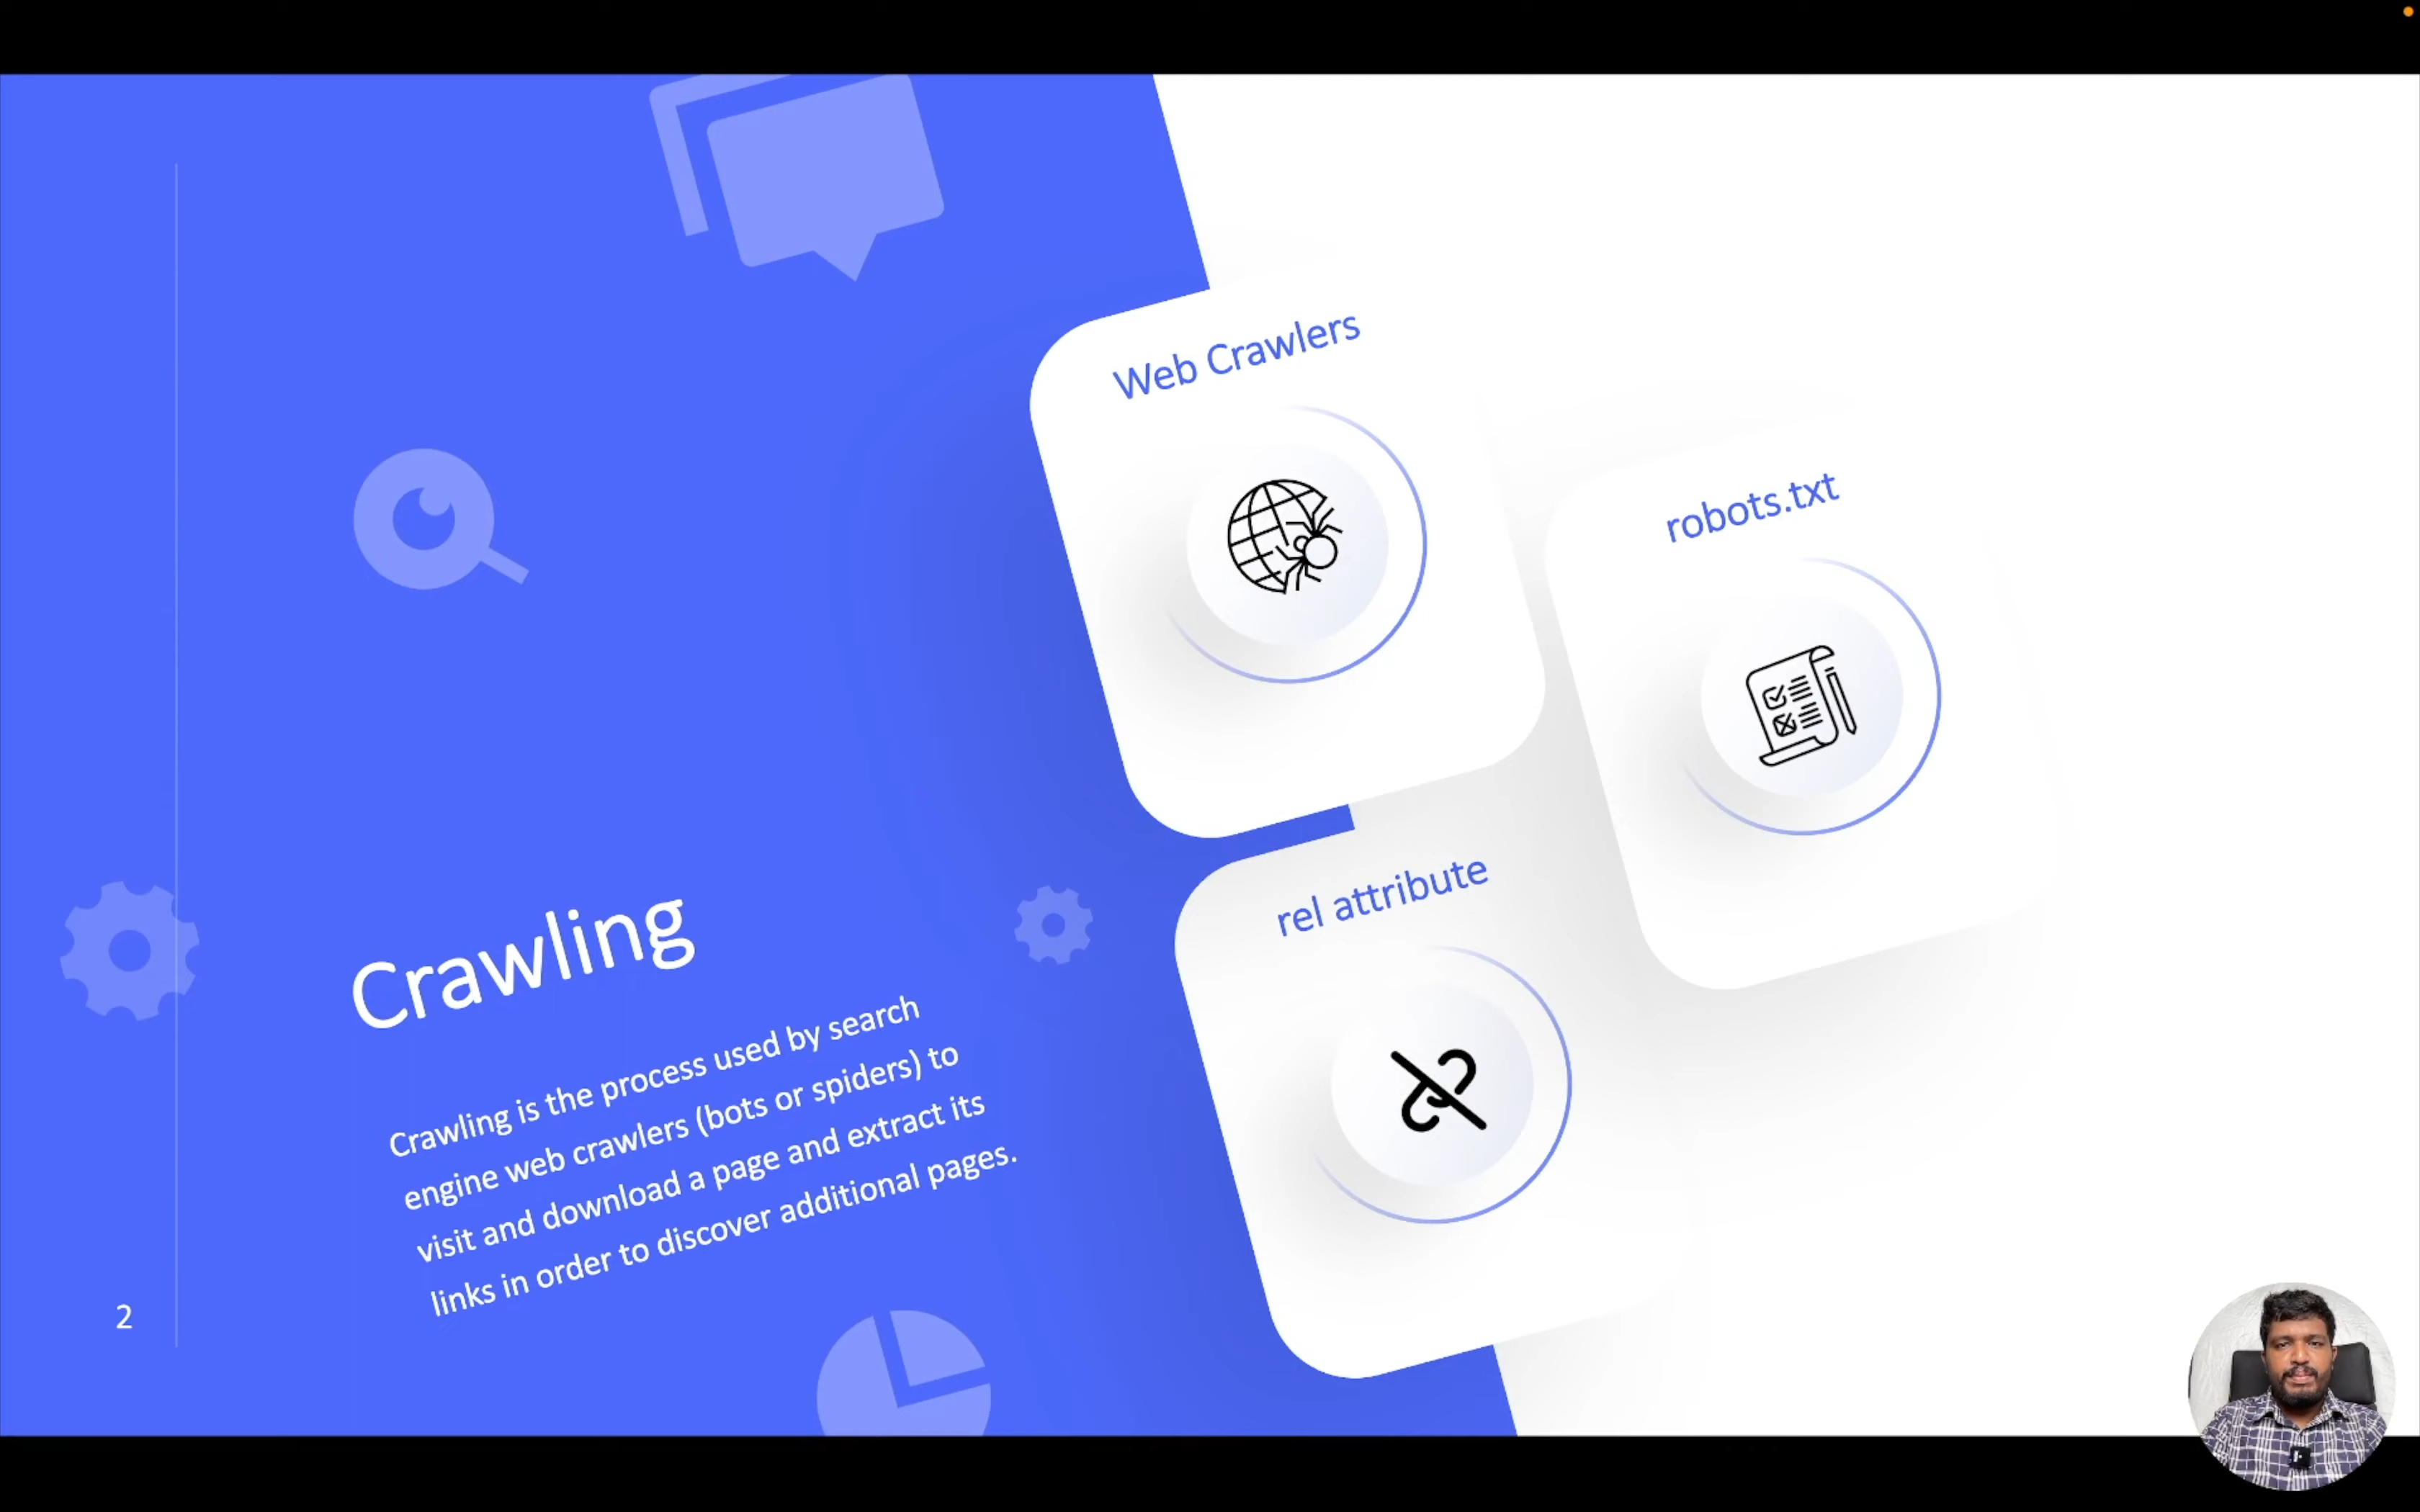 Web Crawlers
robots.txt
rel attribute
Crawling
Crawling is the process used by search
engine web crawlers (bots or spiders) to
visit and download a page and extract its
links in order to discover additional pages.
2